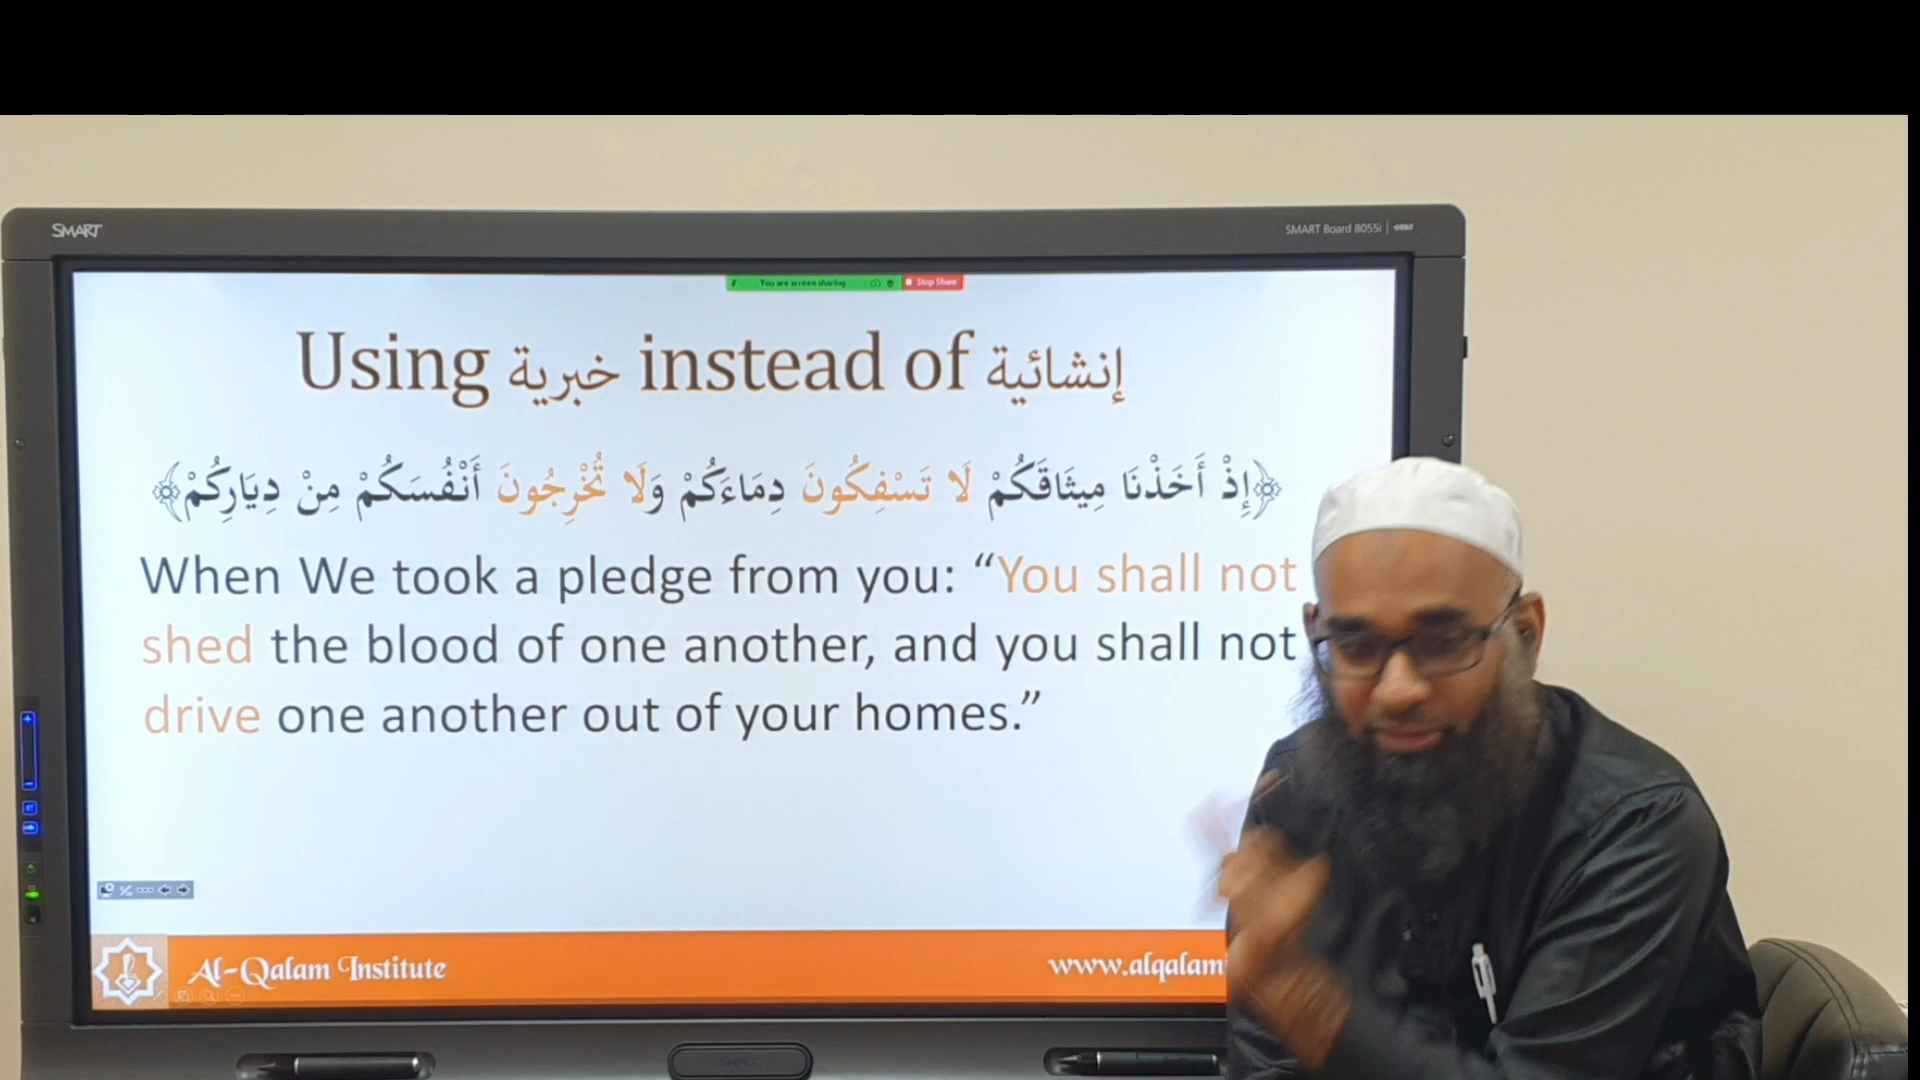 SMART
SMART Board 8055i
You are screen sharing Stop Share
Using خبرية instead of إنشائية
﴿إِذْ أَخَذْنَا مِيثَاقَكُمْ لَا تَسْفِكُونَ دِمَاءَكُمْ وَلَا تُخْرِجُونَ أَنْفُسَكُمْ مِنْ دِيَارِكُمْ﴾
When We took a pledge from you: “You shall not
shed the blood of one another, and you shall not
drive one another out of your homes.”
Al-Qalam Institute
www.alqalam